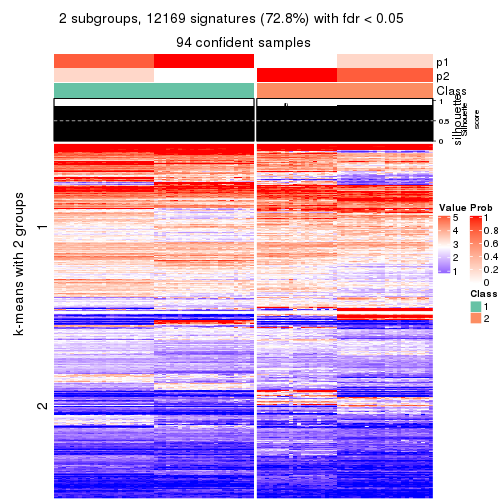 2 subgroups, 12169 signatures (72.8%) with fdr < 0.05
94 confident samples
p1
p2
Class
1
0.5
0
silhouette
Silhouette
score
k-means with 2 groups
1
2
Value
5
4
3
2
1
Prob
1
0.8
0.6
0.4
0.2
0
Class
1
2